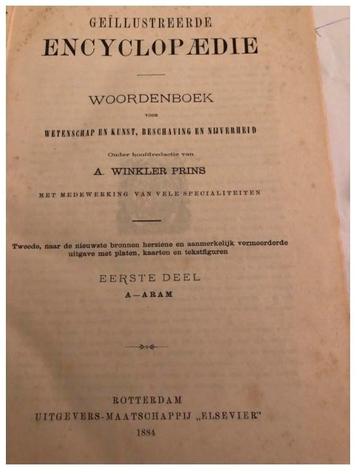 GEÏLLUSTREERDE
ENCYCLOPÆDIE
WOORDENBOEK
VOOR
WETENSCHAP EN KUNST, BESCHAVING EN NIJVERHEID
Onder hoofdredactie van
A. WINKLER PRINS
MET MEDEWERKING VAN VELE SPECIALITEITEN
Tweede, naar de nieuwste bronnen herziene en aanmerkelijk vermeerderde
uitgave met platen, kaarten en tekstfiguren
EERSTE DEEL
A—ARAM
ROTTERDAM
UITGEVERS-MAATSCHAPPIJ „ELSEVIER"
1884